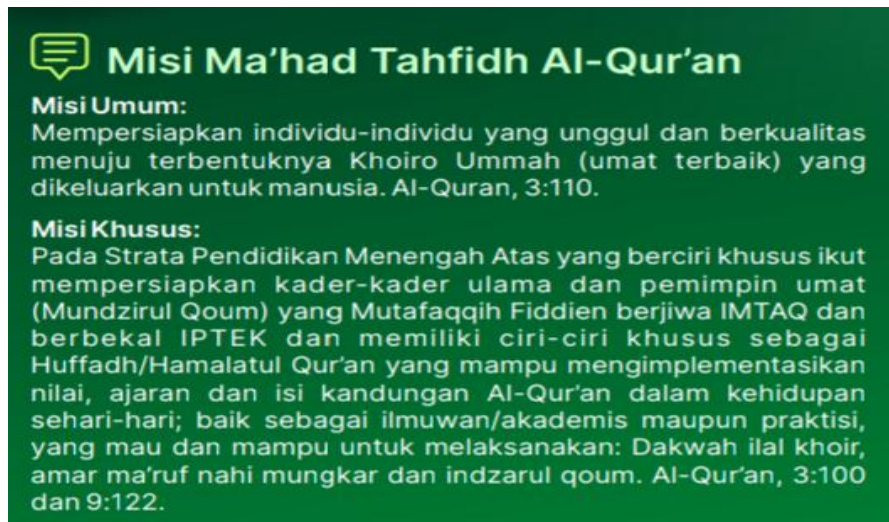 Misi Ma'had Tahfidh Al-Qur'an
Misi Umum:
Mempersiapkan individu-individu yang unggul dan berkualitas
menuju terbentuknya Khoiro Ummah (umat terbaik) yang
dikeluarkan untuk manusia. Al-Quran, 3:110.
Misi Khusus:
Pada Strata Pendidikan Menengah Atas yang berciri khusus ikut
mempersiapkan kader-kader ulama dan pemimpin umat
(Mundzirul Qoum) yang Mutafaqqih Fiddien berjiwa IMTAQ dan
berbekal IPTEK dan memiliki ciri-ciri khusus sebagai
Huffadh/Hamalatul Qur'an yang mampu mengimplementasikan
nilai, ajaran dan isi kandungan Al-Qur'an dalam kehidupan
sehari-hari; baik sebagai ilmuwan/akademis maupun praktisi,
yang mau dan mampu untuk melaksanakan: Dakwah ilal khoir,
amar ma'ruf nahi mungkar dan indzarul qoum. Al-Qur'an, 3:100
dan 9:122.